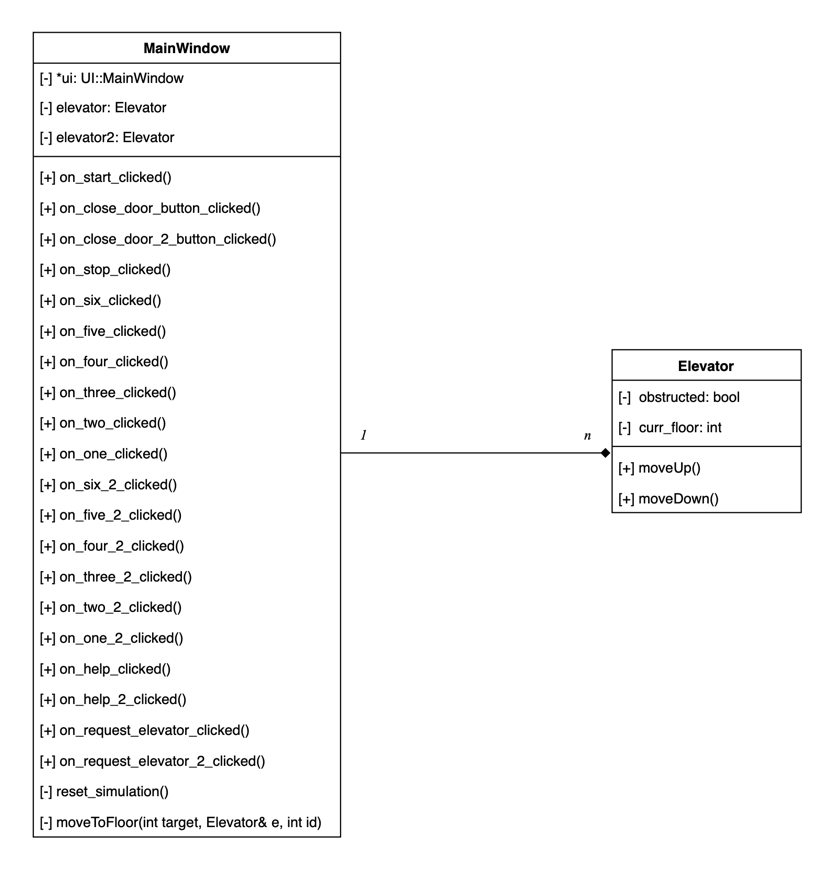 MainWindow
[-] *ui: UI::MainWindow
[-] elevator: Elevator
[-] elevator2: Elevator
[+] on_start_clicked()
[+] on_close_door_button_clicked()
[+] on_close_door_2_button_clicked()
[+] on_stop_clicked()
[+] on_six_clicked()
[+] on_five_clicked()
[+] on_four_clicked()
[+] on_three_clicked()
[+] on_two_clicked()
[+] on_one_clicked()
[+] on_six_2_clicked()
[+] on_five_2_clicked()
[+] on_four_2_clicked()
[+] on_three_2_clicked()
[+] on_two_2_clicked()
[+] on_one_2_clicked()
[+] on_help_clicked()
[+] on_help_2_clicked()
[+] on_request_elevator_clicked()
[+] on_request_elevator_2_clicked()
[-] reset_simulation()
[-] moveToFloor(int target, Elevator& e, int id)
1
n
Elevator
[-] obstructed: bool
[-] curr_floor: int
[+] moveUp()
[+] moveDown()